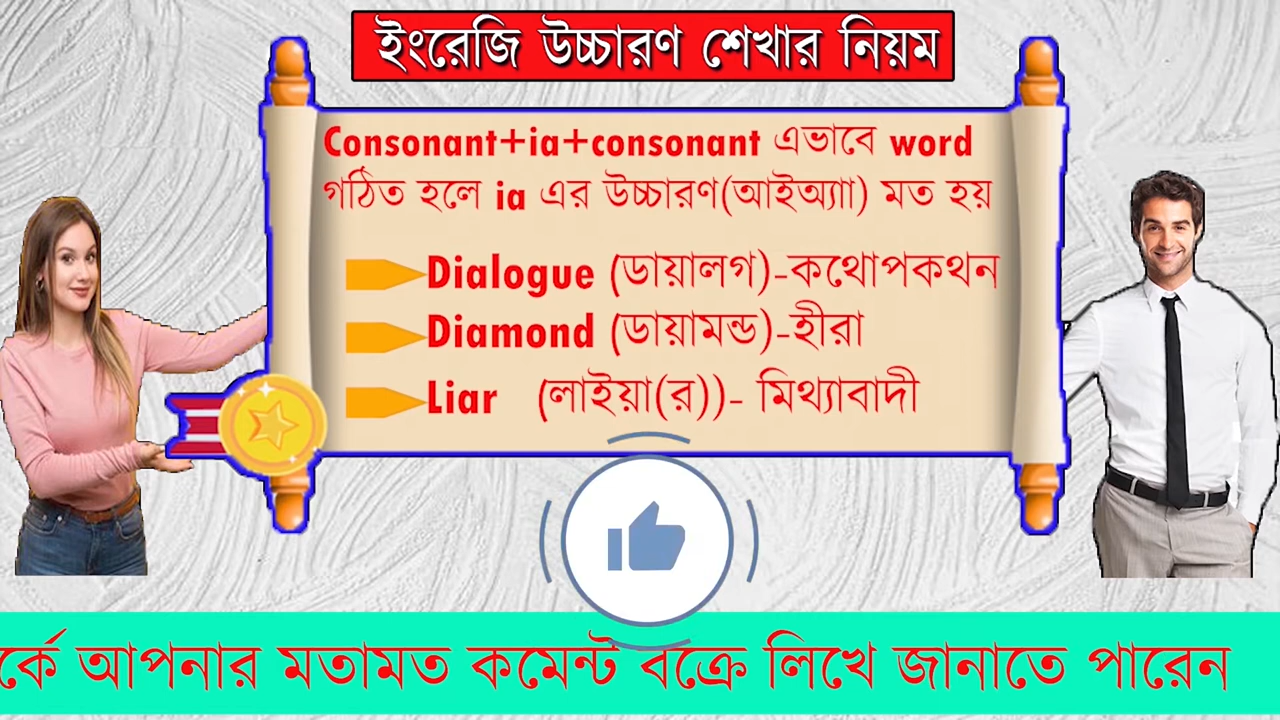 ইংরেজি উচ্চারণ শেখার নিয়ম
Consonant+ia+consonant এভাবে word
গঠিত হলে ia এর উচ্চারণ(আইঅ্যাা) মত হয়
Dialogue (ডায়ালগ)-কথোপকথন
Diamond (ডায়ামন্ড)-হীরা
Liar (লাইয়া(র))- মিথ্যাবাদী
র্কে আপনার মতামত কমেন্ট বক্রে লিখে জানাতে পারেন